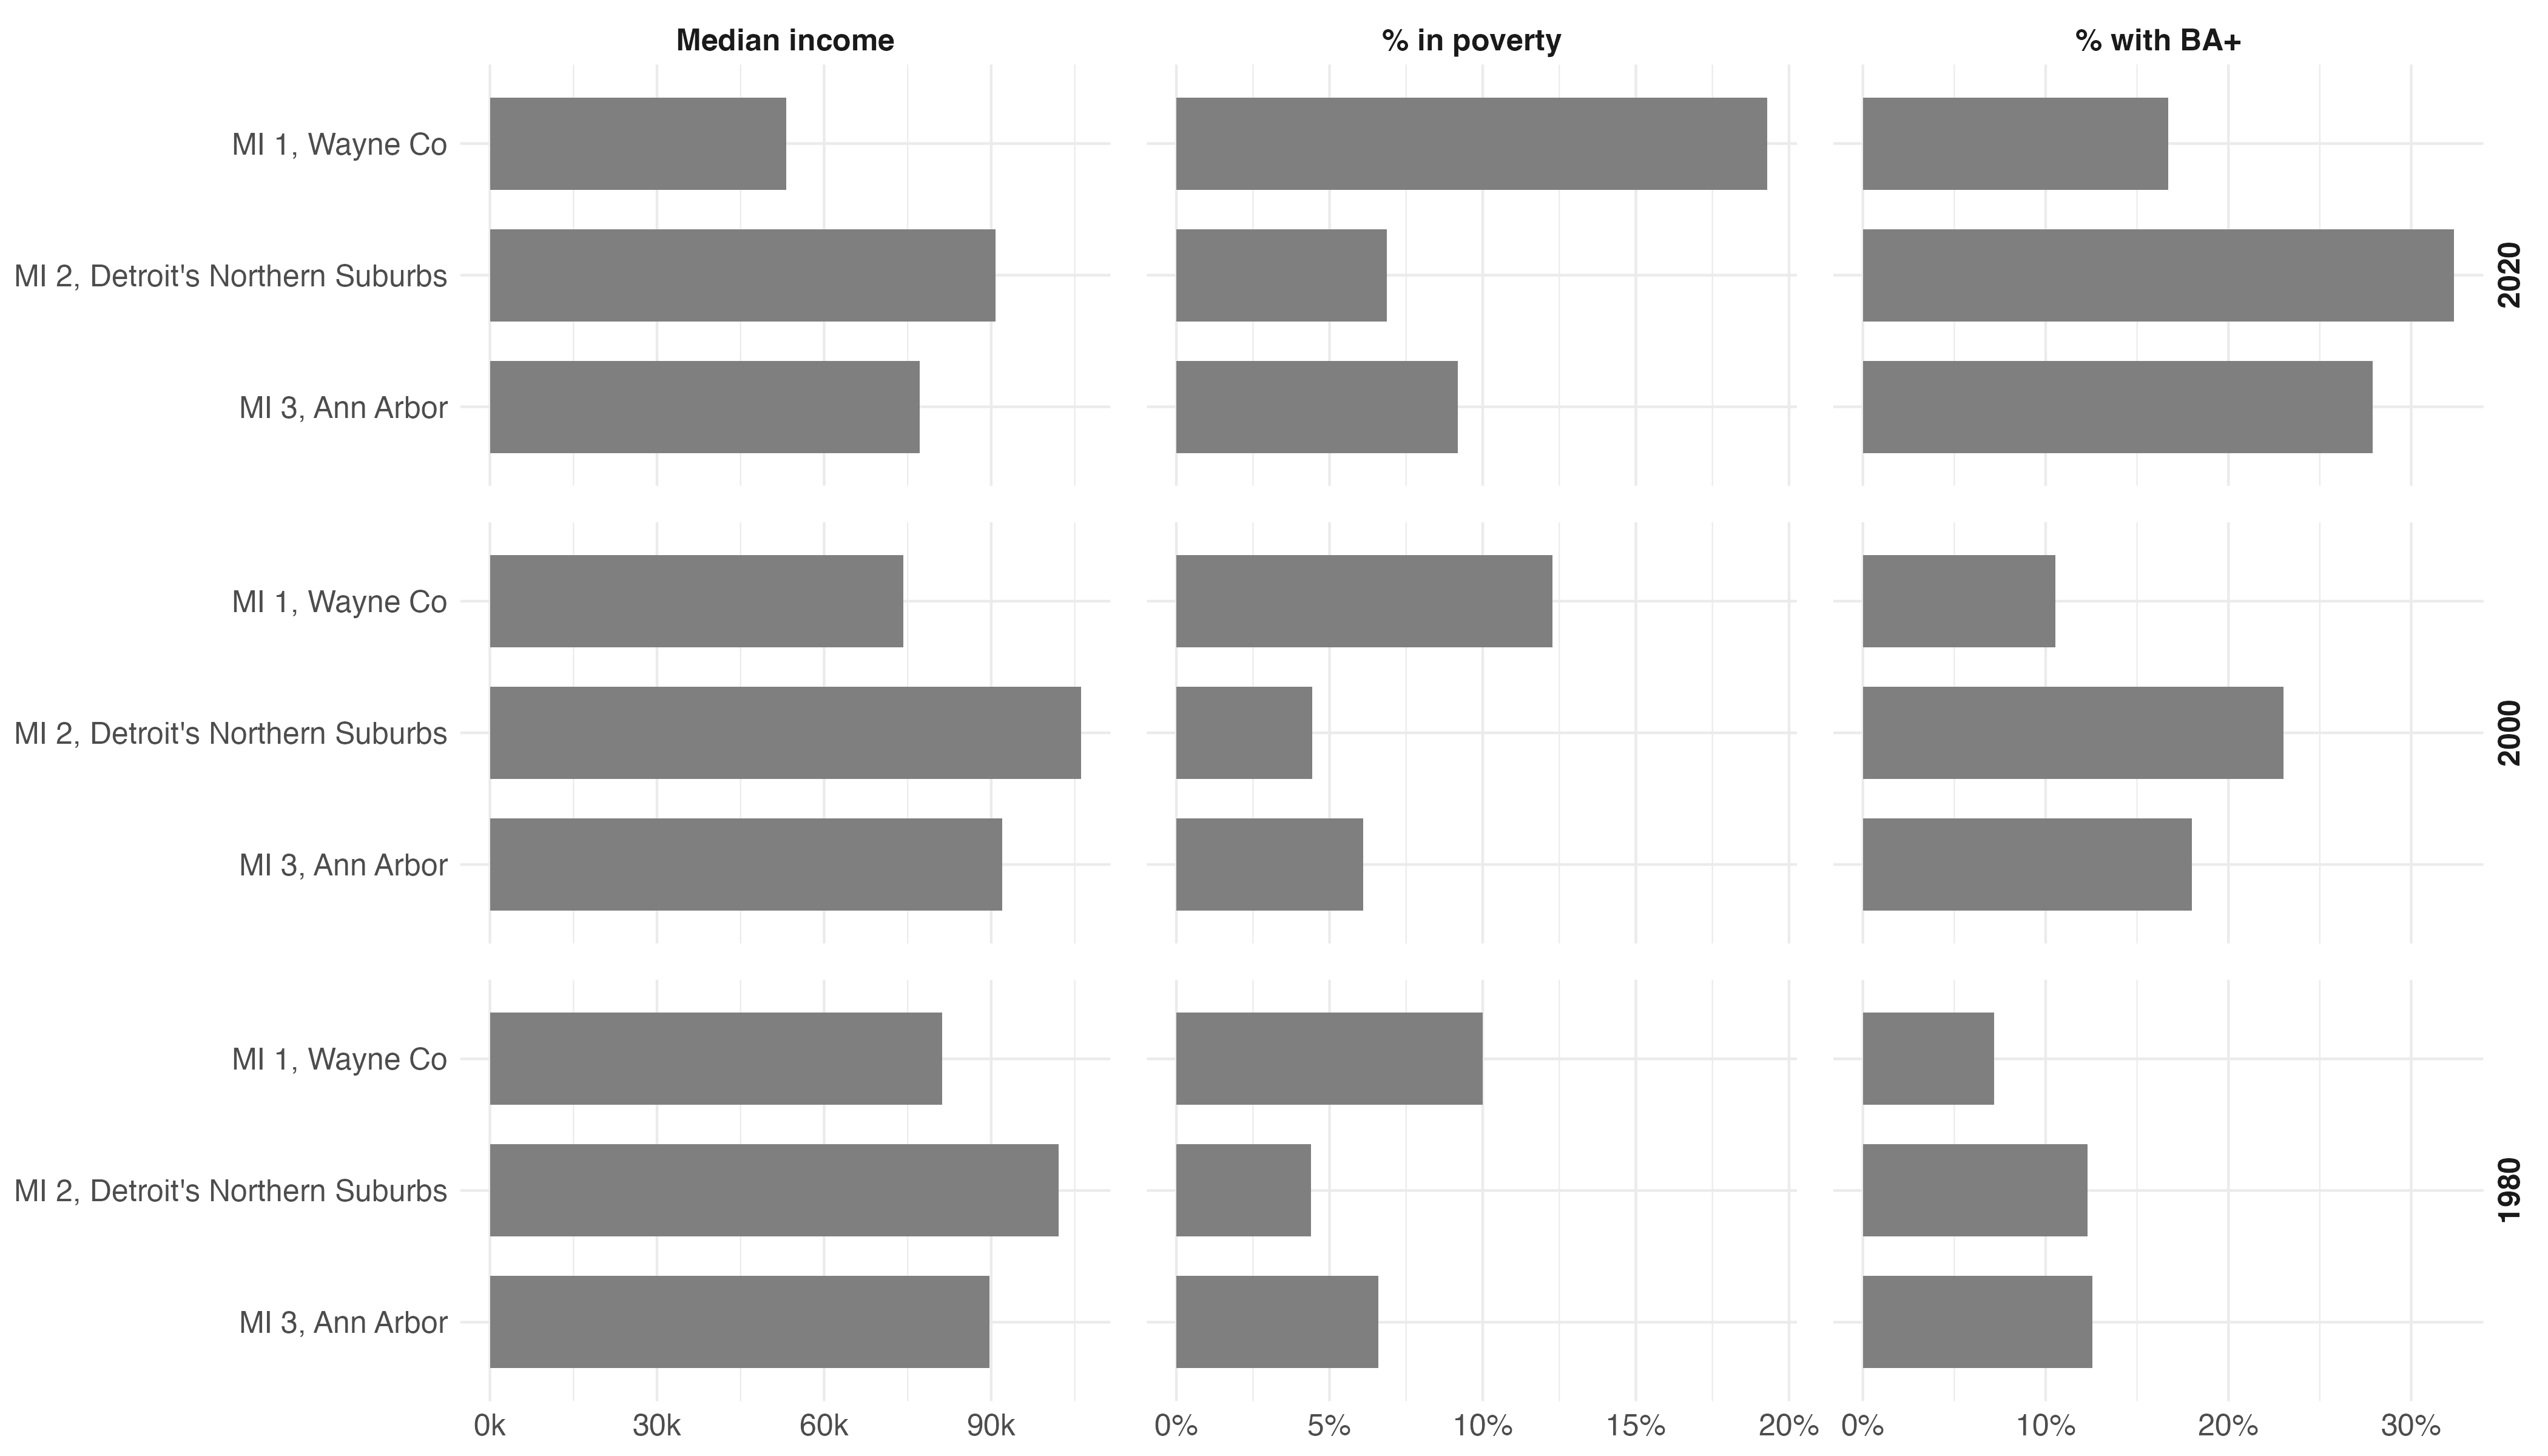 Median income
% in poverty
% with BA+
MI 1, Wayne Co
MI 2, Detroit's Northern Suburbs
MI 3, Ann Arbor
2020
MI 1, Wayne Co
MI 2, Detroit's Northern Suburbs
MI 3, Ann Arbor
2000
MI 1, Wayne Co
MI 2, Detroit's Northern Suburbs
MI 3, Ann Arbor
1980
0k 30k 60k 90k
0% 5% 10% 15% 20%
0% 10% 20% 30%